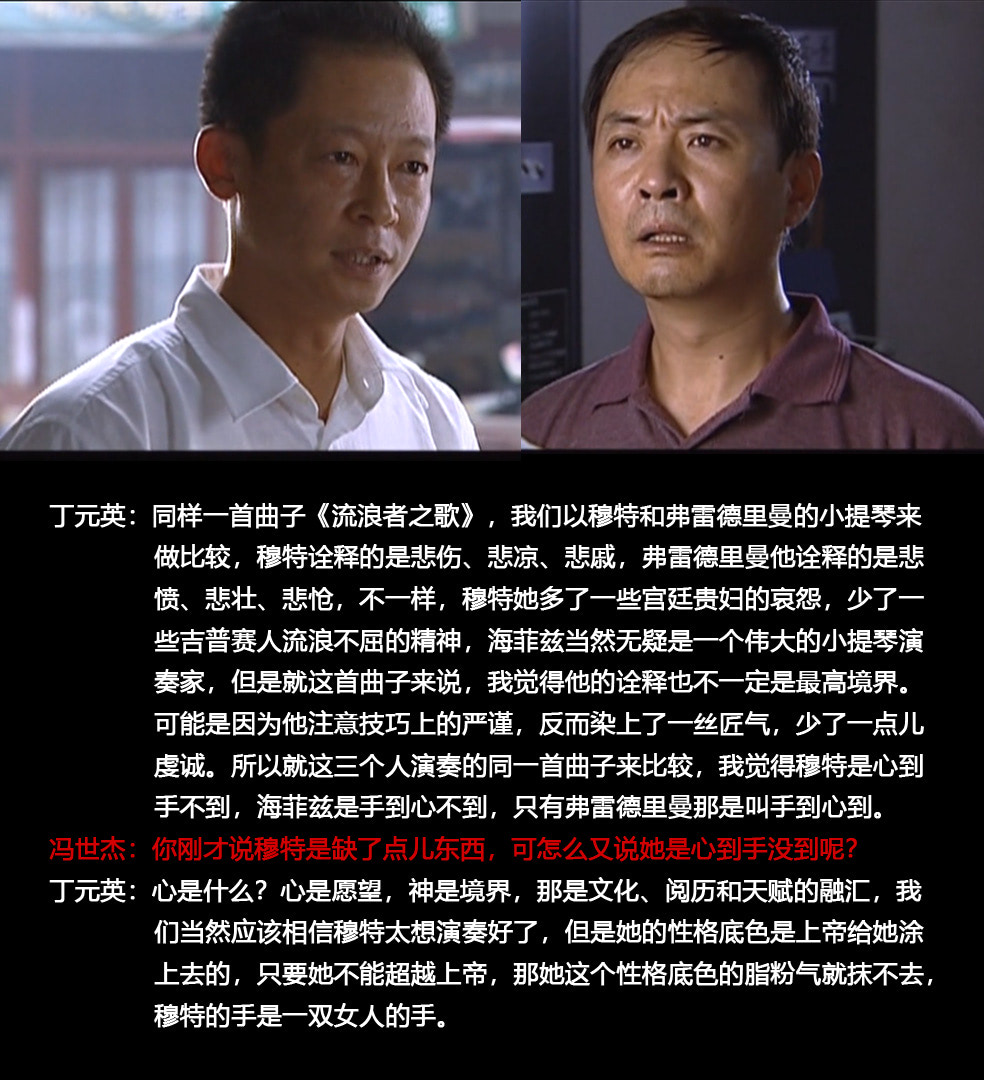 丁元英：同样一首曲子《流浪者之歌》，我们以穆特和弗雷德里曼的小提琴来
做比较，穆特诠释的是悲伤、悲凉、悲戚，弗雷德里曼他诠释的是悲
愤、悲壮、悲怆，不一样，穆特她多了一些宫廷贵妇的哀怨，少了一
些吉普赛人流浪不屈的精神，海菲兹当然无疑是一个伟大的小提琴演
奏家，但是就这首曲子来说，我觉得他的诠释也不一定是最高境界。
可能是因为他注意技巧上的严谨，反而染上了一丝匠气，少了一点儿
虔诚。所以就这三个人演奏的同一首曲子来比较，我觉得穆特是心到
手不到，海菲兹是手到心不到，只有弗雷德里曼那是叫手到心到。
冯世杰：你刚才说穆特是缺了点儿东西，可怎么又说她是心到手没到呢？
丁元英：心是什么？心是愿望，神是境界，那是文化、阅历和天赋的融汇，我
们当然应该相信穆特太想演奏好了，但是她的性格底色是上帝给她涂
上去的，只要她不能超越上帝，那她这个性格底色的脂粉气就抹不去，
穆特的手是一双女人的手。